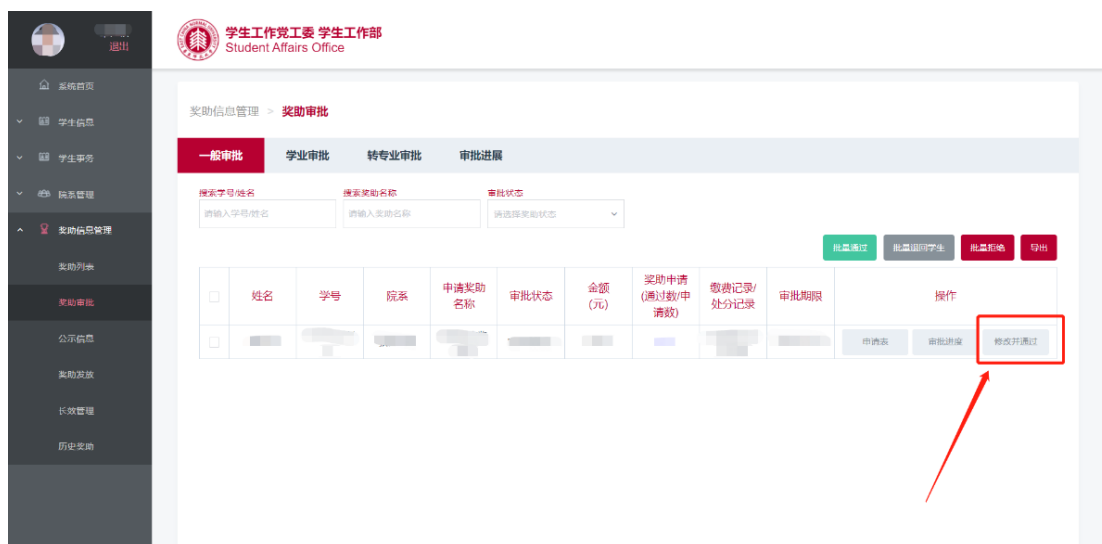 退出
学生工作党工委 学生工作部
Student Affairs Office
系统首页
学生信息
学生事务
院系管理
奖助信息管理
奖助列表
奖助审批
公示信息
奖助发放
长效管理
历史奖助
奖助信息管理 > 奖助审批
一般审批 学业审批 转专业审批 审批进展
搜索学号/姓名 搜索奖助名称 审批状态
请输入学号/姓名 请输入奖助名称 请选择奖助状态
批量通过 批量退回学生 批量拒绝 导出
姓名 学号 院系 申请奖助名称 审批状态 金额(元) 奖助申请(通过数/申请数) 缴费记录/处分记录 审批期限 操作
申请表 审批进度 修改并通过